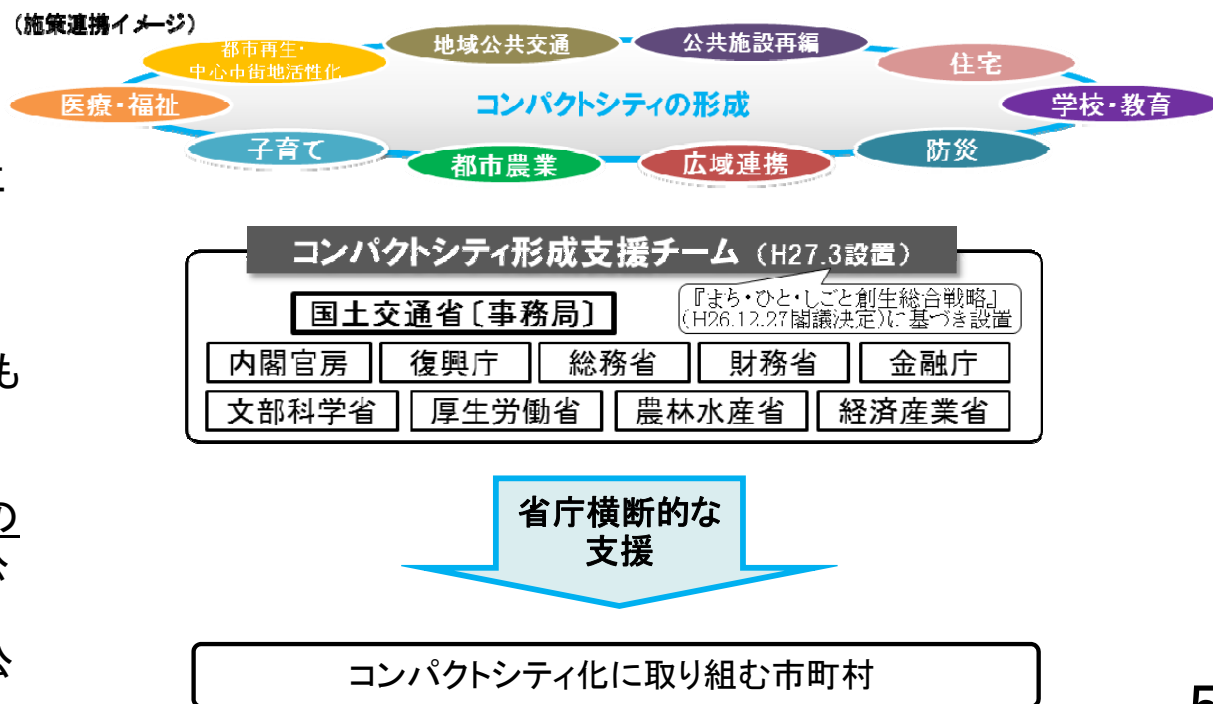 （施策連携イメージ）
都市再生・
中心市街地活性化
地域公共交通
公共施設再編
住宅
医療・福祉
コンパクトシティの形成
学校・教育
子育て
都市農業
広域連携
防災
コンパクトシティ形成支援チーム（H27.3設置）
国土交通省〔事務局〕
『まち・ひと・しごと創生総合戦略』
（H26.12.27閣議決定）に基づき設置
内閣官房
復興庁
総務省
財務省
金融庁
文部科学省
厚生労働省
農林水産省
経済産業省
も
の
省庁横断的な
支援
コンパクトシティ化に取り組む市町村
公
5